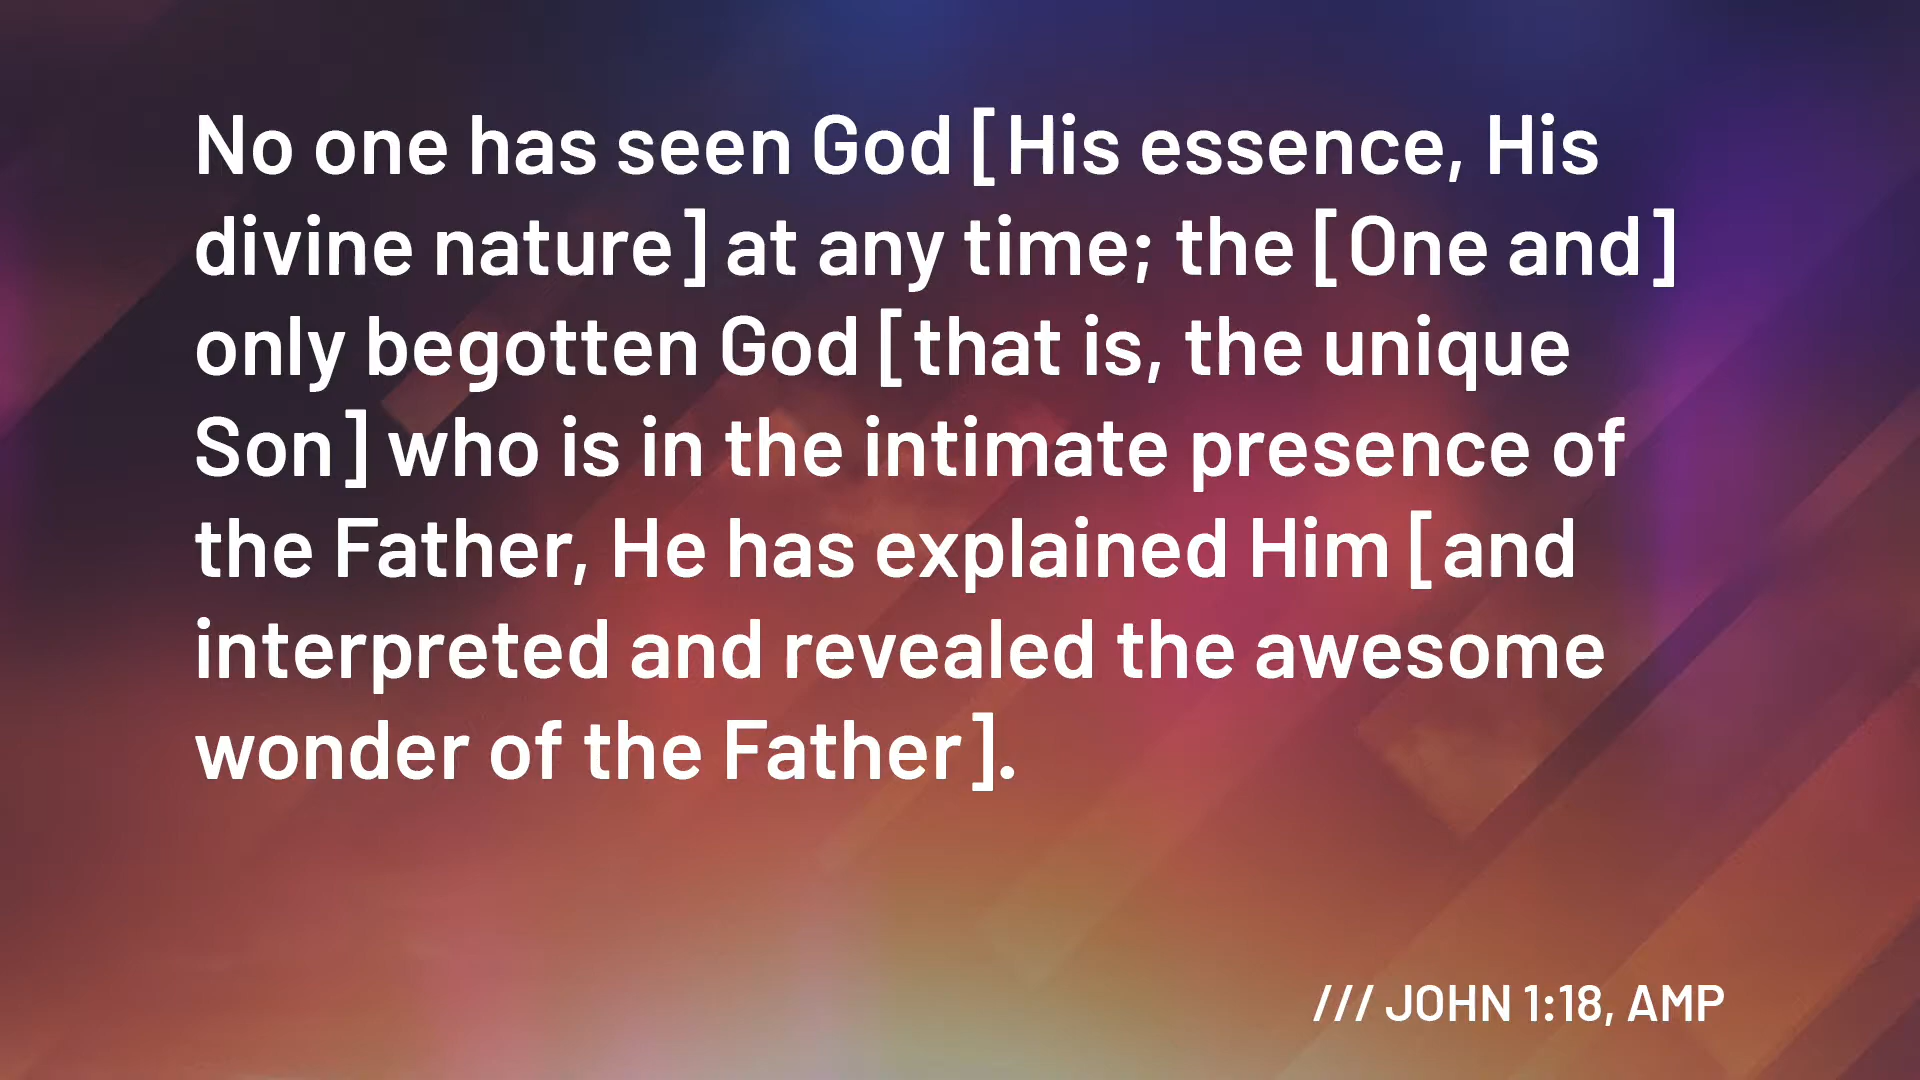 No one has seen God [His essence, His
divine nature] at any time; the [One and]
only begotten God [that is, the unique
Son] who is in the intimate presence of
the Father, He has explained Him [and
interpreted and revealed the awesome
wonder of the Father].
/// JOHN 1:18, AMP